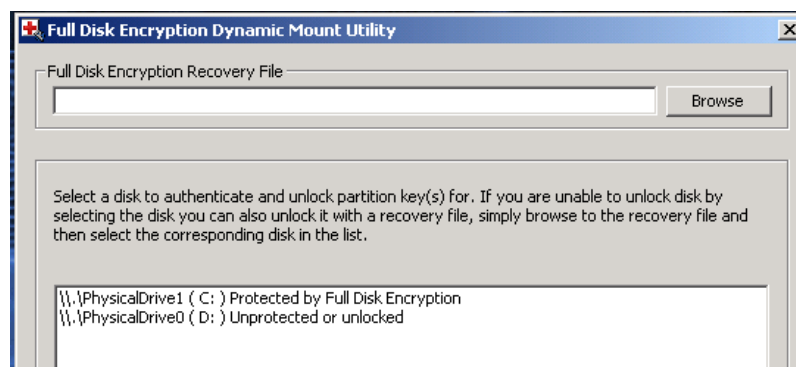 Full Disk Encryption Dynamic Mount Utility
Full Disk Encryption Recovery File
Browse
Select a disk to authenticate and unlock partition key(s) for. If you are unable to unlock disk by
selecting the disk you can also unlock it with a recovery file, simply browse to the recovery file and
then select the corresponding disk in the list.
\\.\PhysicalDrive1 ( C: ) Protected by Full Disk Encryption
\\.\PhysicalDrive0 ( D: ) Unprotected or unlocked